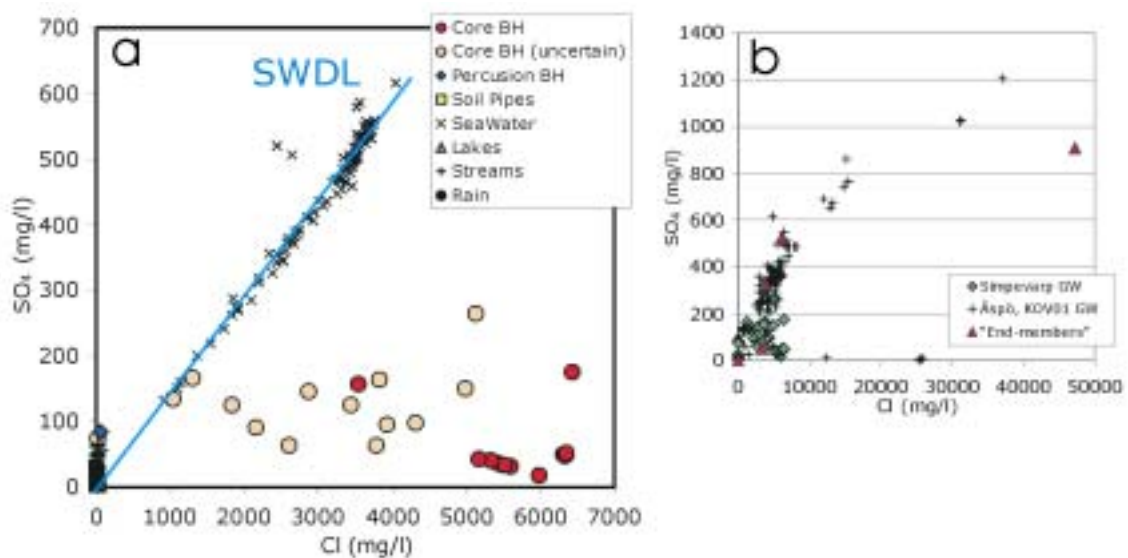 a
SWDL
Core BH
Core BH (uncertain)
Percusion BH
Soil Pipes
SeaWater
Lakes
Streams
Rain
700
600
500
400
300
200
100
0
SO₄ (mg/l)
0 1000 2000 3000 4000 5000 6000 7000
Cl (mg/l)
b
1400
1200
1000
800
600
400
200
0
SO₄ (mg/l)
Simpevarp GW
Äspö, KOV01 GW
"End-members"
0 10000 20000 30000 40000 50000
Cl (mg/l)